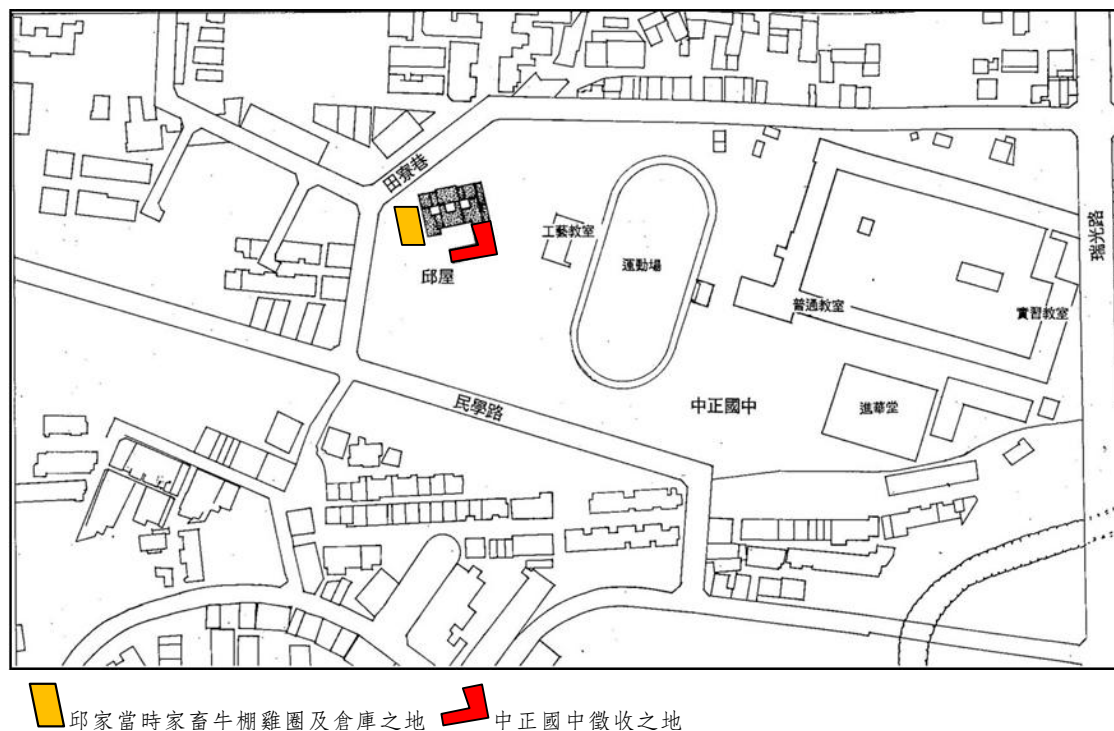 田寮巷
工藝教室
運動場
瑞光路
邱屋
普通教室
實習教室
民學路
中正國中
進華堂
邱家當時家畜牛棚雞圈及倉庫之地 中正國中徵收之地